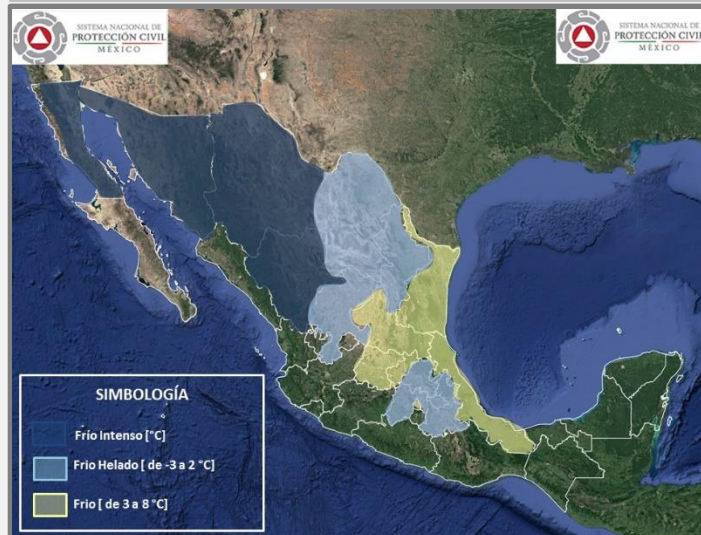 SISTEMA NACIONAL DE
PROTECCIÓN CIVIL
MÉXICO
SISTEMA NACIONAL DE
PROTECCIÓN CIVIL
MÉXICO
SIMBOLOGÍA
Frío Intenso [°C]
Frio Helado [ de -3 a 2 °C]
Frio [ de 3 a 8 °C]